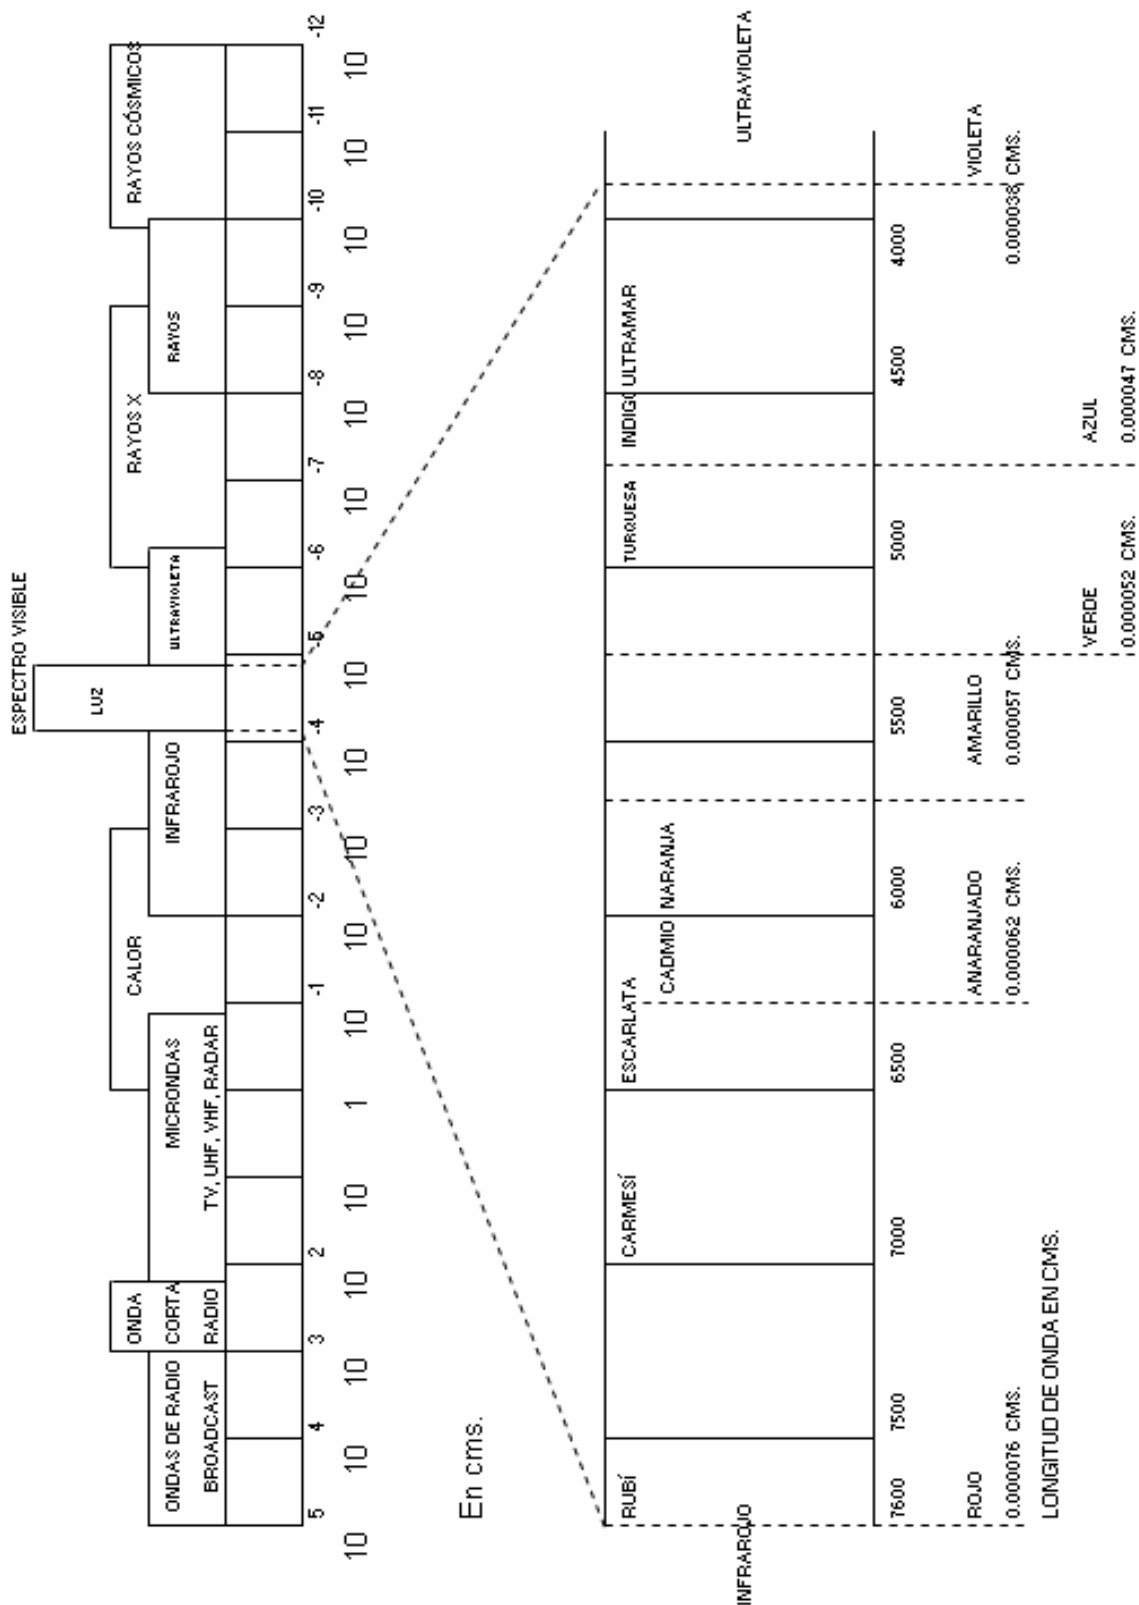 ESPECTRO VISIBLE
LUZ
ONDA CALOR RAYOS X RAYOS CÓSMICOS
ONDAS DE RADIO CORTA MICRONDAS INFRAROJO ULTRAVIOLETA RAYOS
BROADCAST RADIO TV, UHF, VHF, RADAR
5 4 3 2 -1 -2 -3 -4 -5 -6 -7 -8 -9 -10 -11 -12
10 10 10 10 10 1 10 10 10 10 10 10 10 10 10 10 10 10
En cms.
RUBÍ CARMESÍ ESCARLATA TURQUESA INDIGO ULTRAMAR
CADMIO NARANJA
INFRAROJO ULTRAVIOLETA
7600 7500 7000 6500 6000 5500 5000 4500 4000
ROJO ANARANJADO AMARILLO VIOLETA
0.000076 CMS. 0.000062 CMS. 0.000057 CMS. 0.000038 CMS.
LONGITUD DE ONDA EN CMS.
VERDE AZUL
0.000052 CMS. 0.000047 CMS.